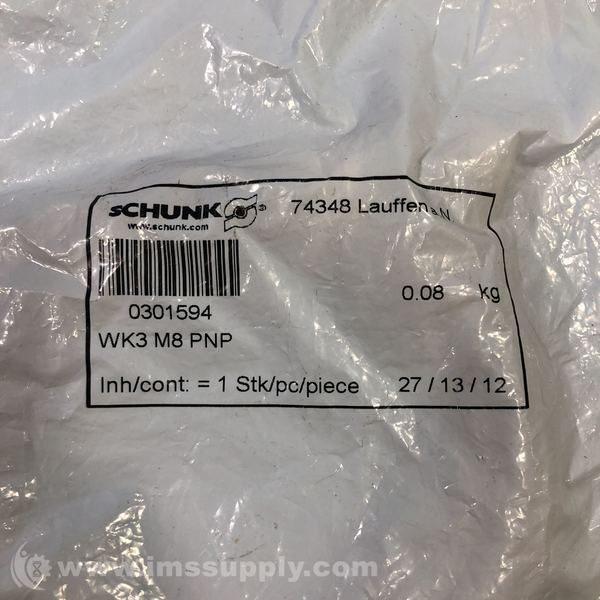 SCHUNK ® 74348 Lauffen a.N
www.schunk.com
0301594 0.08 kg
WK3 M8 PNP
Inh/cont: = 1 Stk/pc/piece 27 / 13 / 12
www.imssupply.com